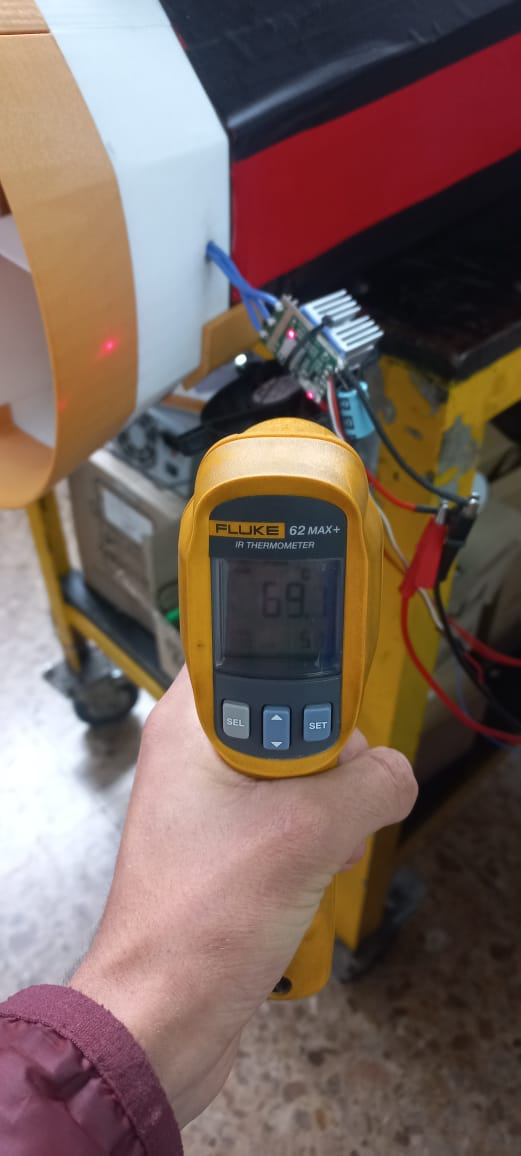 FLUKE 62 MAX+
IR THERMOMETER
69.1
SEL
SET